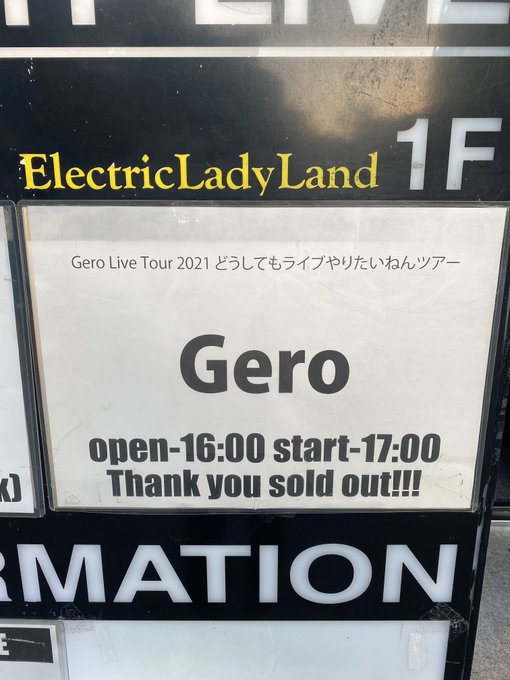 LIVE
ElectricLadyLand 1F
Gero Live Tour 2021 どうしてもライブやりたいねんツアー
Gero
open-16:00 start-17:00
Thank you sold out!!!
k)
RMATION
E